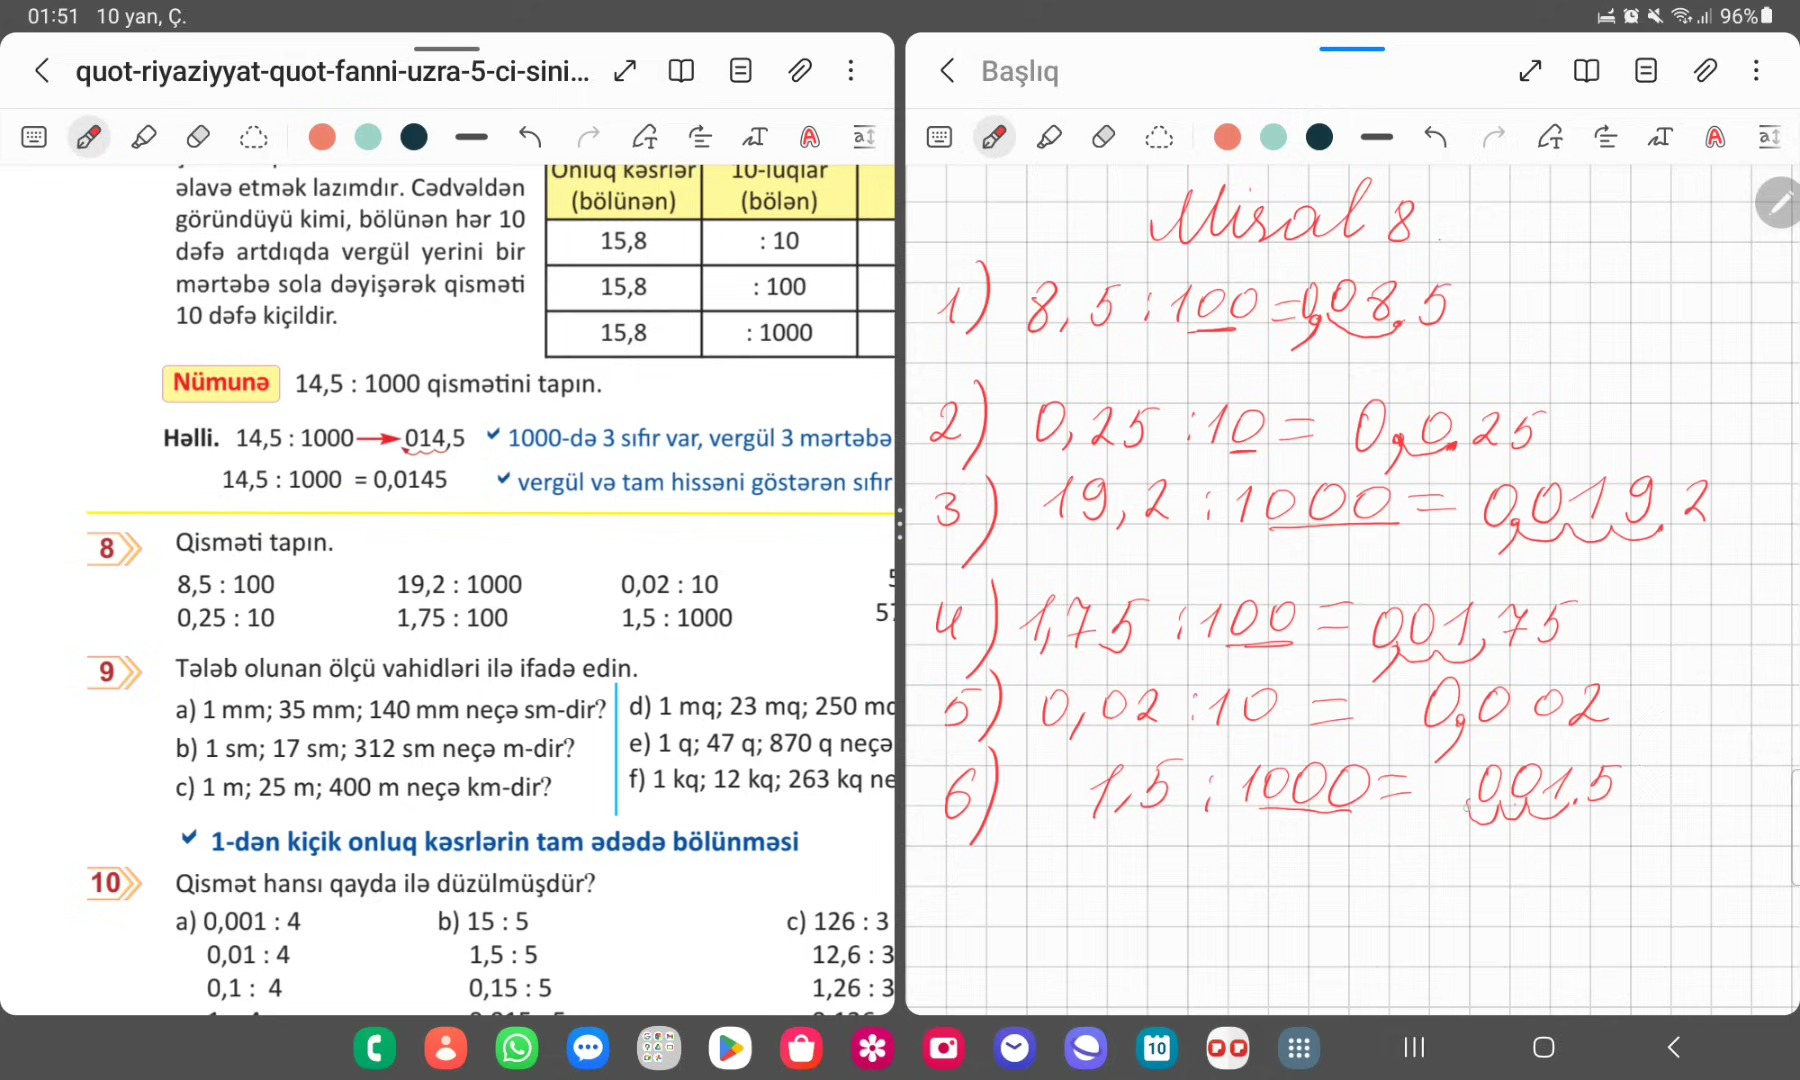 01:51 10 yan, Ç.
96%
quot-riyaziyyat-quot-fanni-uzra-5-ci-sini...
əlavə etmək lazımdır. Cədvəldən
göründüyü kimi, bölünən hər 10
dəfə artdıqda vergül yerini bir
mərtəbə sola dəyişərək qisməti
10 dəfə kiçildir.
Onluq kəsrlər 10-luqlar
(bölünən) (bölən)
15,8 : 10
15,8 : 100
15,8 : 1000
Nümunə 14,5 : 1000 qismətini tapın.
Həlli. 14,5 : 1000 → 014,5 ✓ 1000-də 3 sıfır var, vergül 3 mərtəbə
14,5 : 1000 = 0,0145 ✓ vergül və tam hissəni göstərən sıfır
8 Qisməti tapın.
8,5 : 100 19,2 : 1000 0,02 : 10 5
0,25 : 10 1,75 : 100 1,5 : 1000 57
9 Tələb olunan ölçü vahidləri ilə ifadə edin.
a) 1 mm; 35 mm; 140 mm neçə sm-dir?
b) 1 sm; 17 sm; 312 sm neçə m-dir?
c) 1 m; 25 m; 400 m neçə km-dir?
d) 1 mq; 23 mq; 250 mq
e) 1 q; 47 q; 870 q neçə
f) 1 kq; 12 kq; 263 kq ne
✓ 1-dən kiçik onluq kəsrlərin tam ədədə bölünməsi
10 Qismət hansı qayda ilə düzülmüşdür?
a) 0,001 : 4 b) 15 : 5 c) 126 : 3
0,01 : 4 1,5 : 5 12,6 : 3
0,1 : 4 0,15 : 5 1,26 : 3
Başlıq
Misal 8
1) 8,5 : 100 = 0,08.5
2) 0,25 : 10 = 0,0.25
3) 19,2 : 1000 = 0,019.2
4) 1,75 : 100 = 0,01,75
5) 0,02 : 10 = 0,002
6) 1,5 : 1000 = 001.5
10